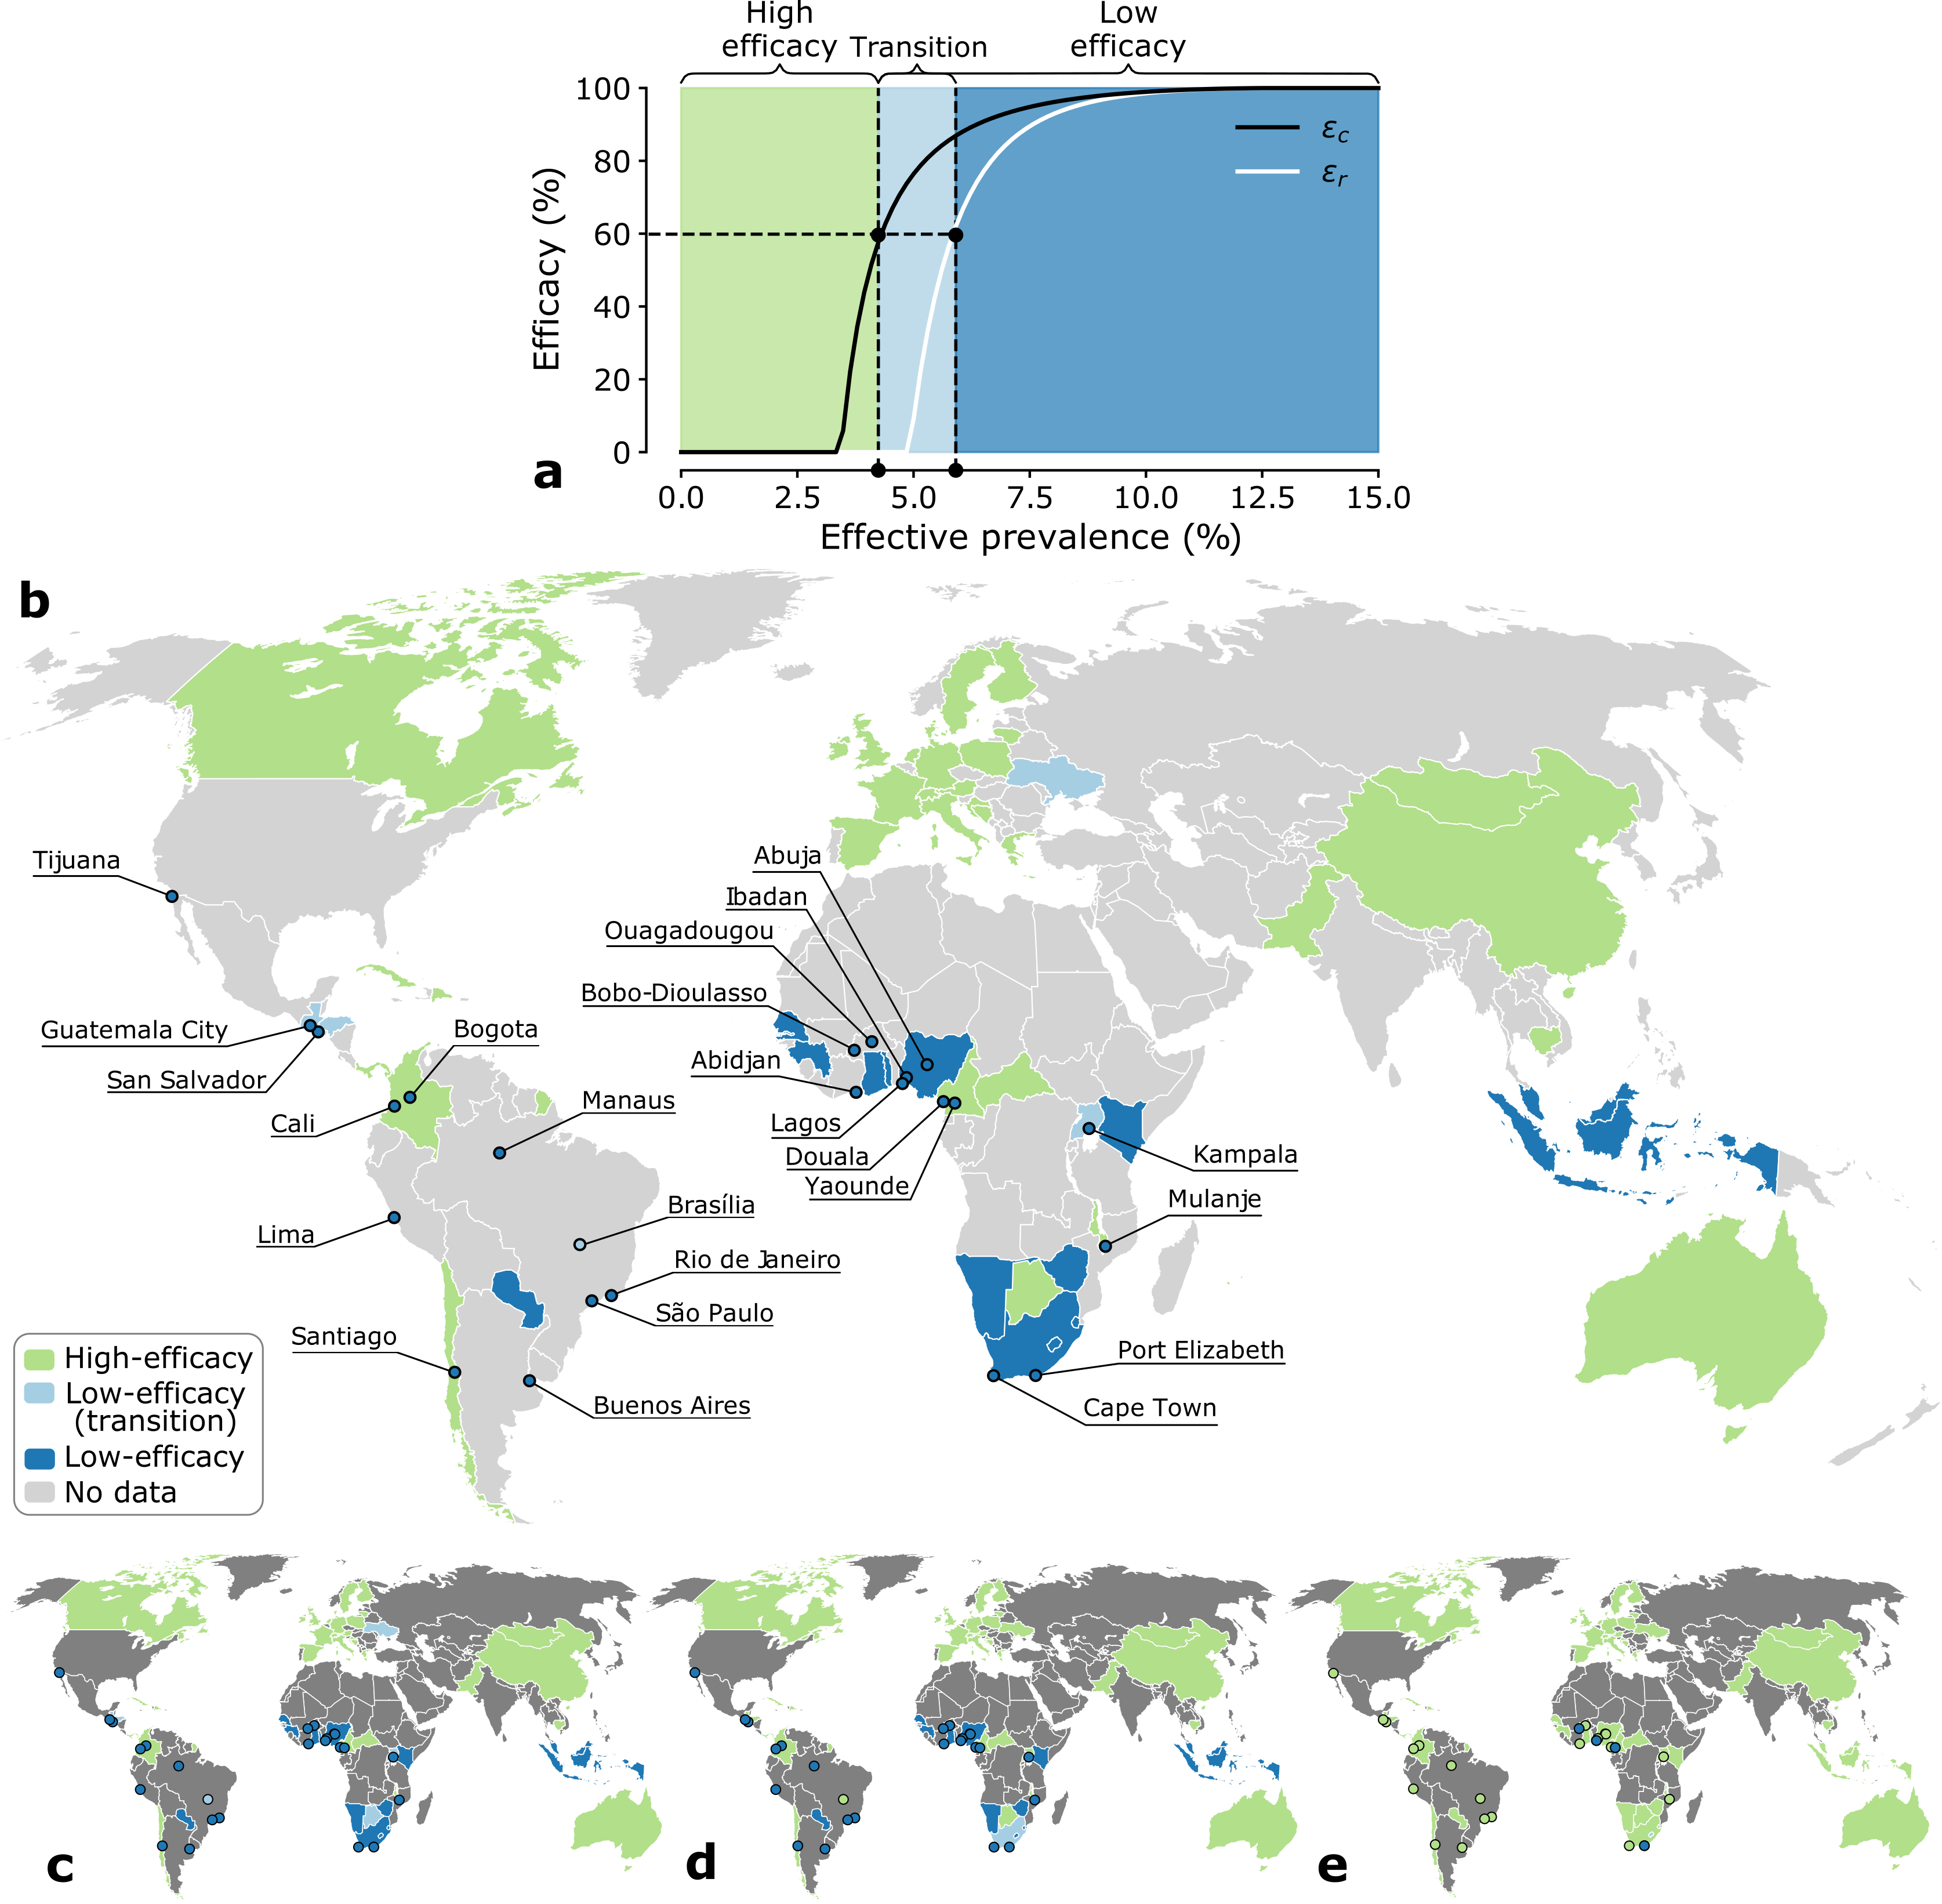 High
efficacy
Transition
Low
efficacy
100
80
60
40
20
0
Efficacy (%)
εc
εr
a
0.0 2.5 5.0 7.5 10.0 12.5 15.0
Effective prevalence (%)
b
Tijuana
Guatemala City
San Salvador
Bogota
Cali
Manaus
Lima
Brasília
Rio de Janeiro
São Paulo
Santiago
Buenos Aires
Abuja
Ibadan
Ouagadougou
Bobo-Dioulasso
Abidjan
Lagos
Douala
Yaounde
Kampala
Mulanje
Port Elizabeth
Cape Town
High-efficacy
Low-efficacy
(transition)
Low-efficacy
No data
c
d
e